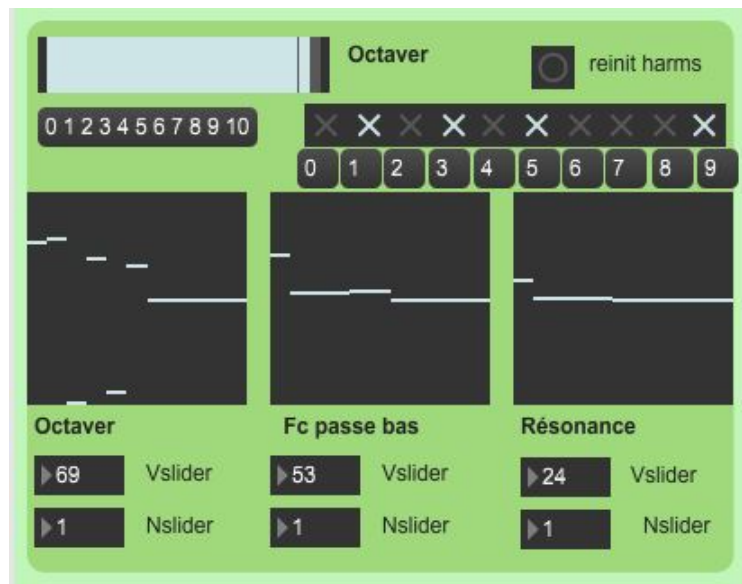 Octaver
reinit harms
0 1 2 3 4 5 6 7 8 9 10
0 1 2 3 4 5 6 7 8 9
Octaver Fc passe bas Résonance
69 Vslider 53 Vslider 24 Vslider
1 Nslider 1 Nslider 1 Nslider